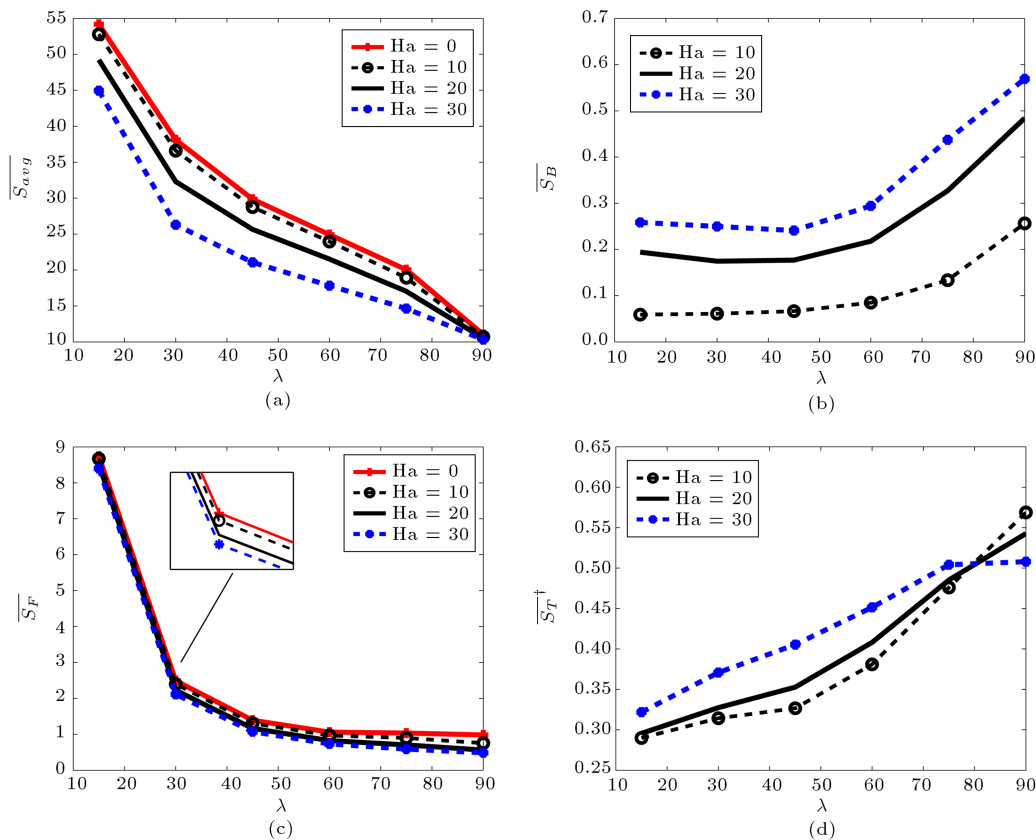 55
50
45
40
35
30
25
20
15
10
S_avg
Ha = 0
Ha = 10
Ha = 20
Ha = 30
10 20 30 40 50 60 70 80 90
λ
(a)
0.7
0.6
0.5
0.4
0.3
0.2
0.1
0.0
S_B
Ha = 10
Ha = 20
Ha = 30
10 20 30 40 50 60 70 80 90
λ
(b)
9
8
7
6
5
4
3
2
1
0
S_F
Ha = 0
Ha = 10
Ha = 20
Ha = 30
10 20 30 40 50 60 70 80 90
λ
(c)
0.65
0.60
0.55
0.50
0.45
0.40
0.35
0.30
0.25
S_T†
Ha = 10
Ha = 20
Ha = 30
10 20 30 40 50 60 70 80 90
λ
(d)